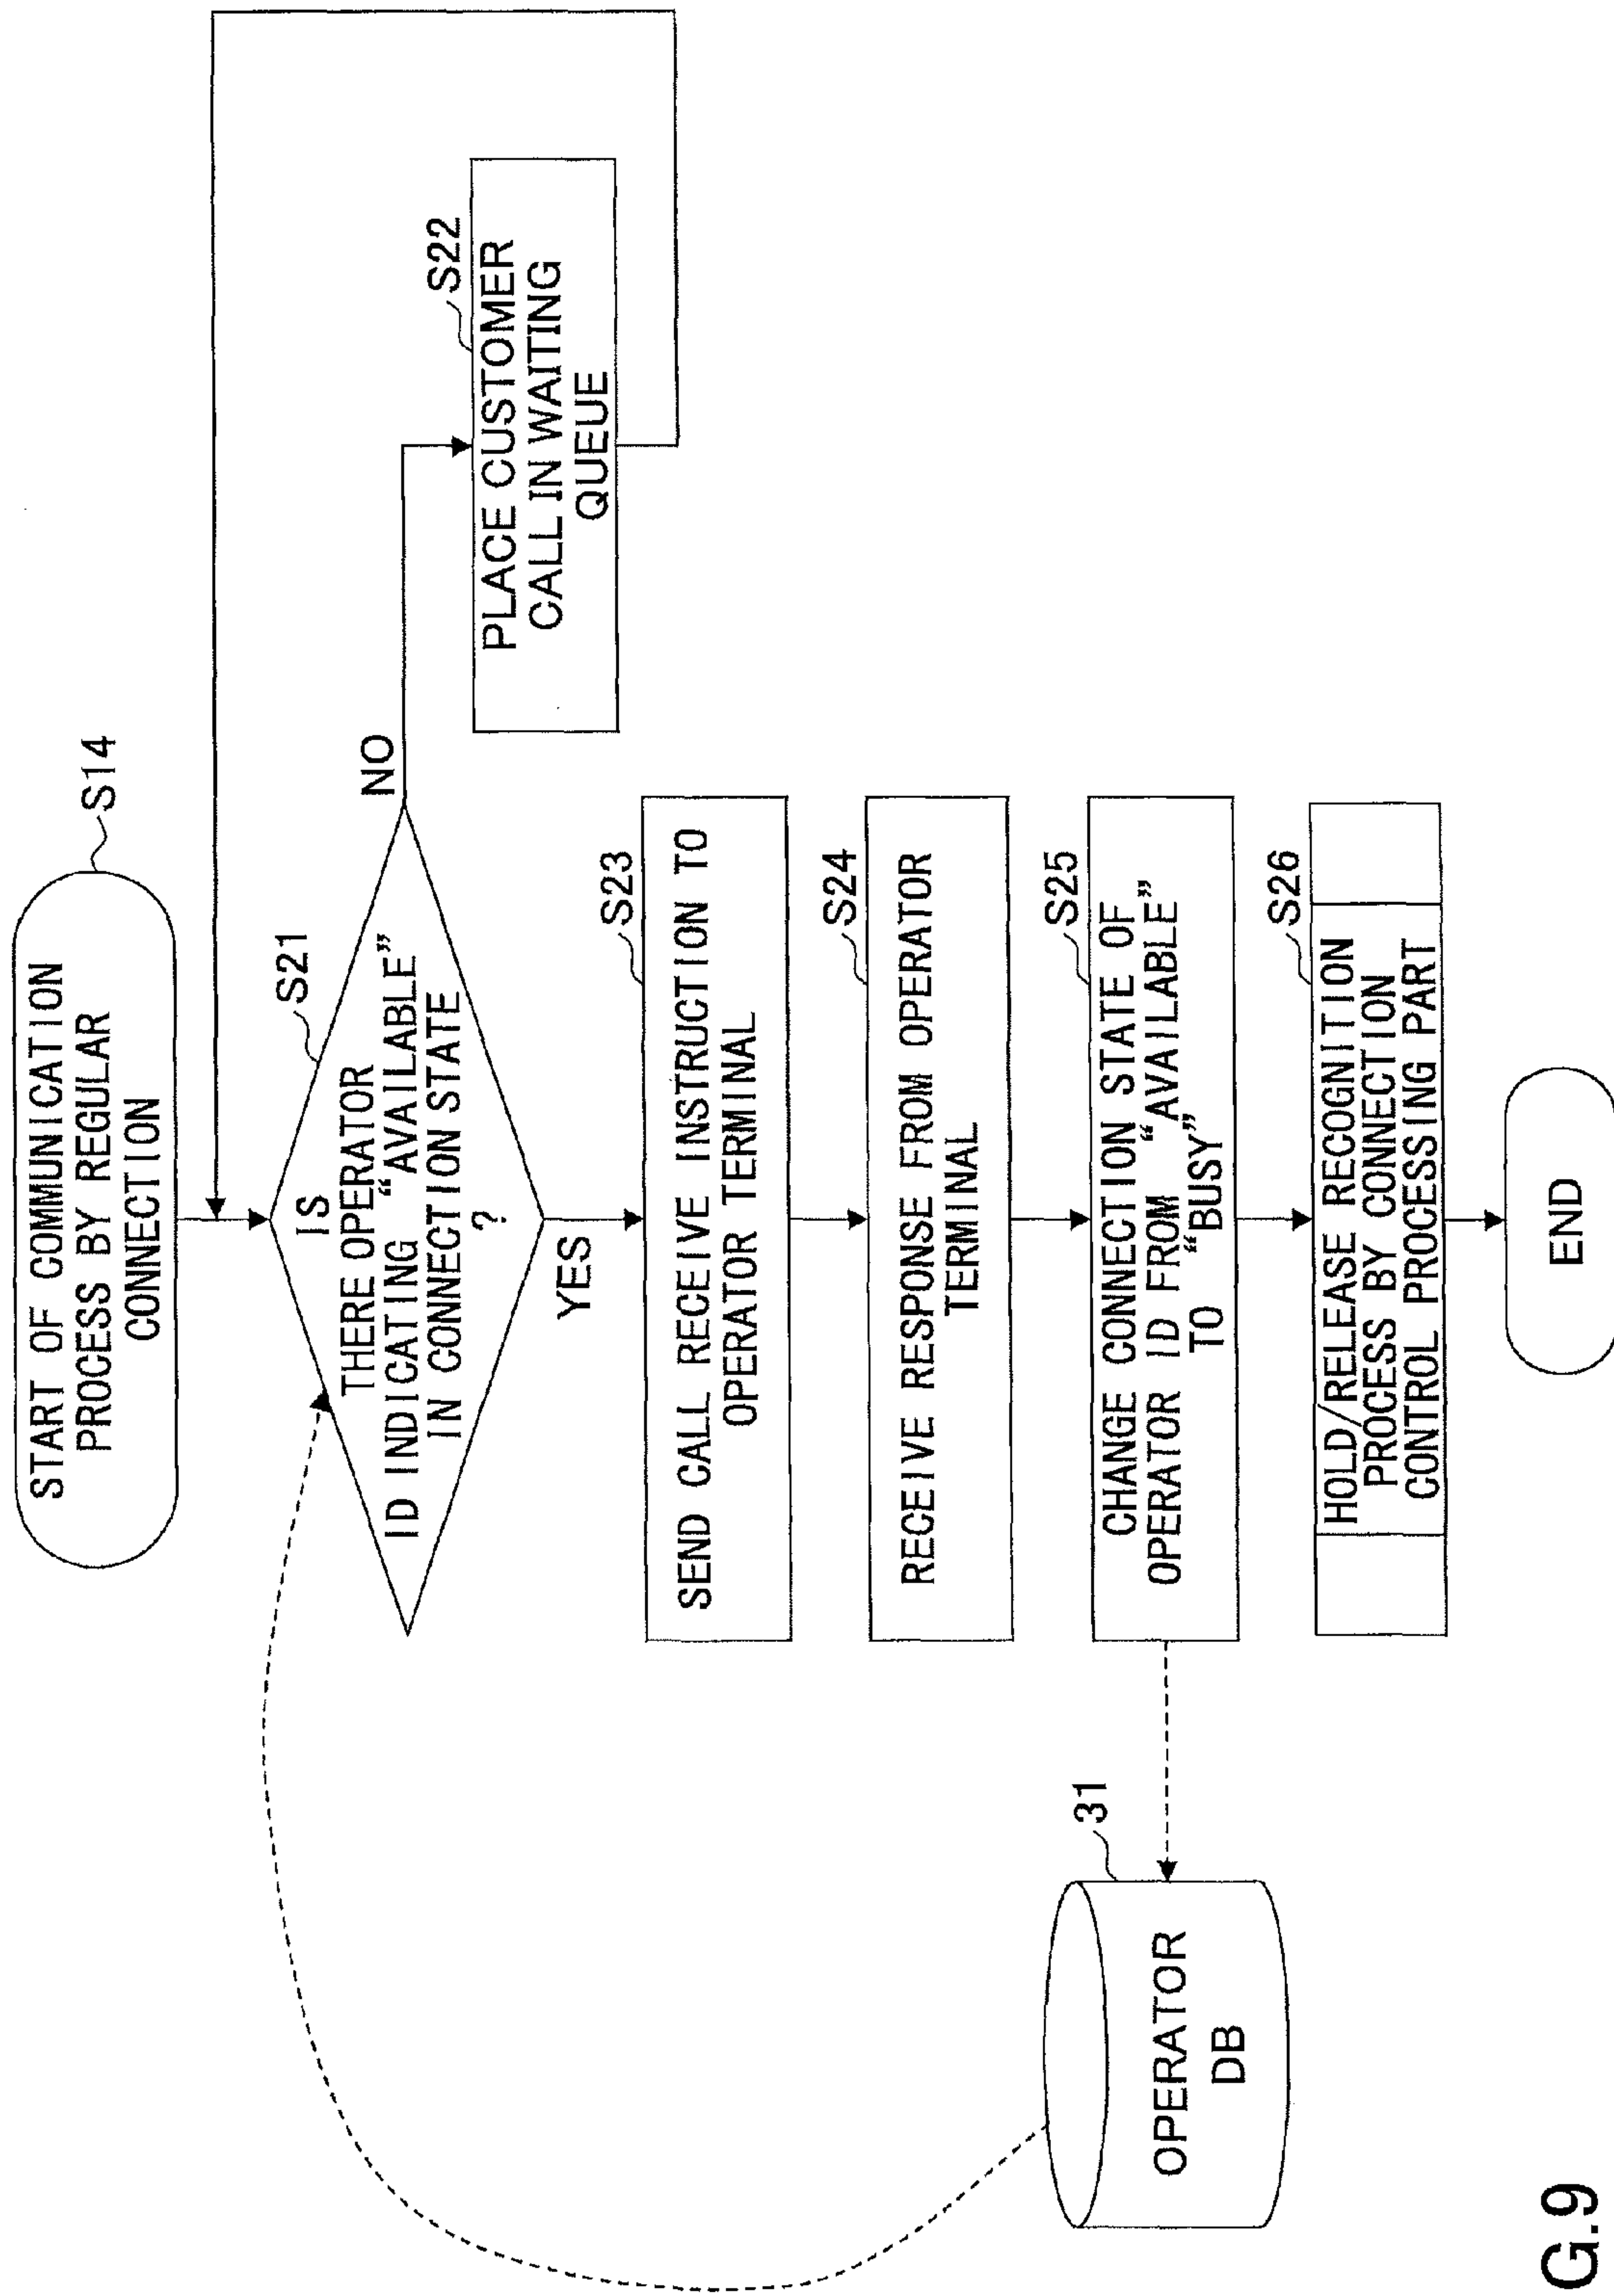 START OF COMMUNICATION
PROCESS BY REGULAR
CONNECTION
S14
IS
THERE OPERATOR
ID INDICATING "AVAILABLE"
IN CONNECTION STATE
?
S21
NO
YES
PLACE CUSTOMER
CALL IN WAITING
QUEUE
S22
SEND CALL RECEIVE INSTRUCTION TO
OPERATOR TERMINAL
S23
RECEIVE RESPONSE FROM OPERATOR
TERMINAL
S24
CHANGE CONNECTION STATE OF
OPERATOR ID FROM "AVAILABLE"
TO "BUSY"
S25
HOLD/RELEASE RECOGNITION
PROCESS BY CONNECTION
CONTROL PROCESSING PART
S26
END
OPERATOR
DB
31
G.9